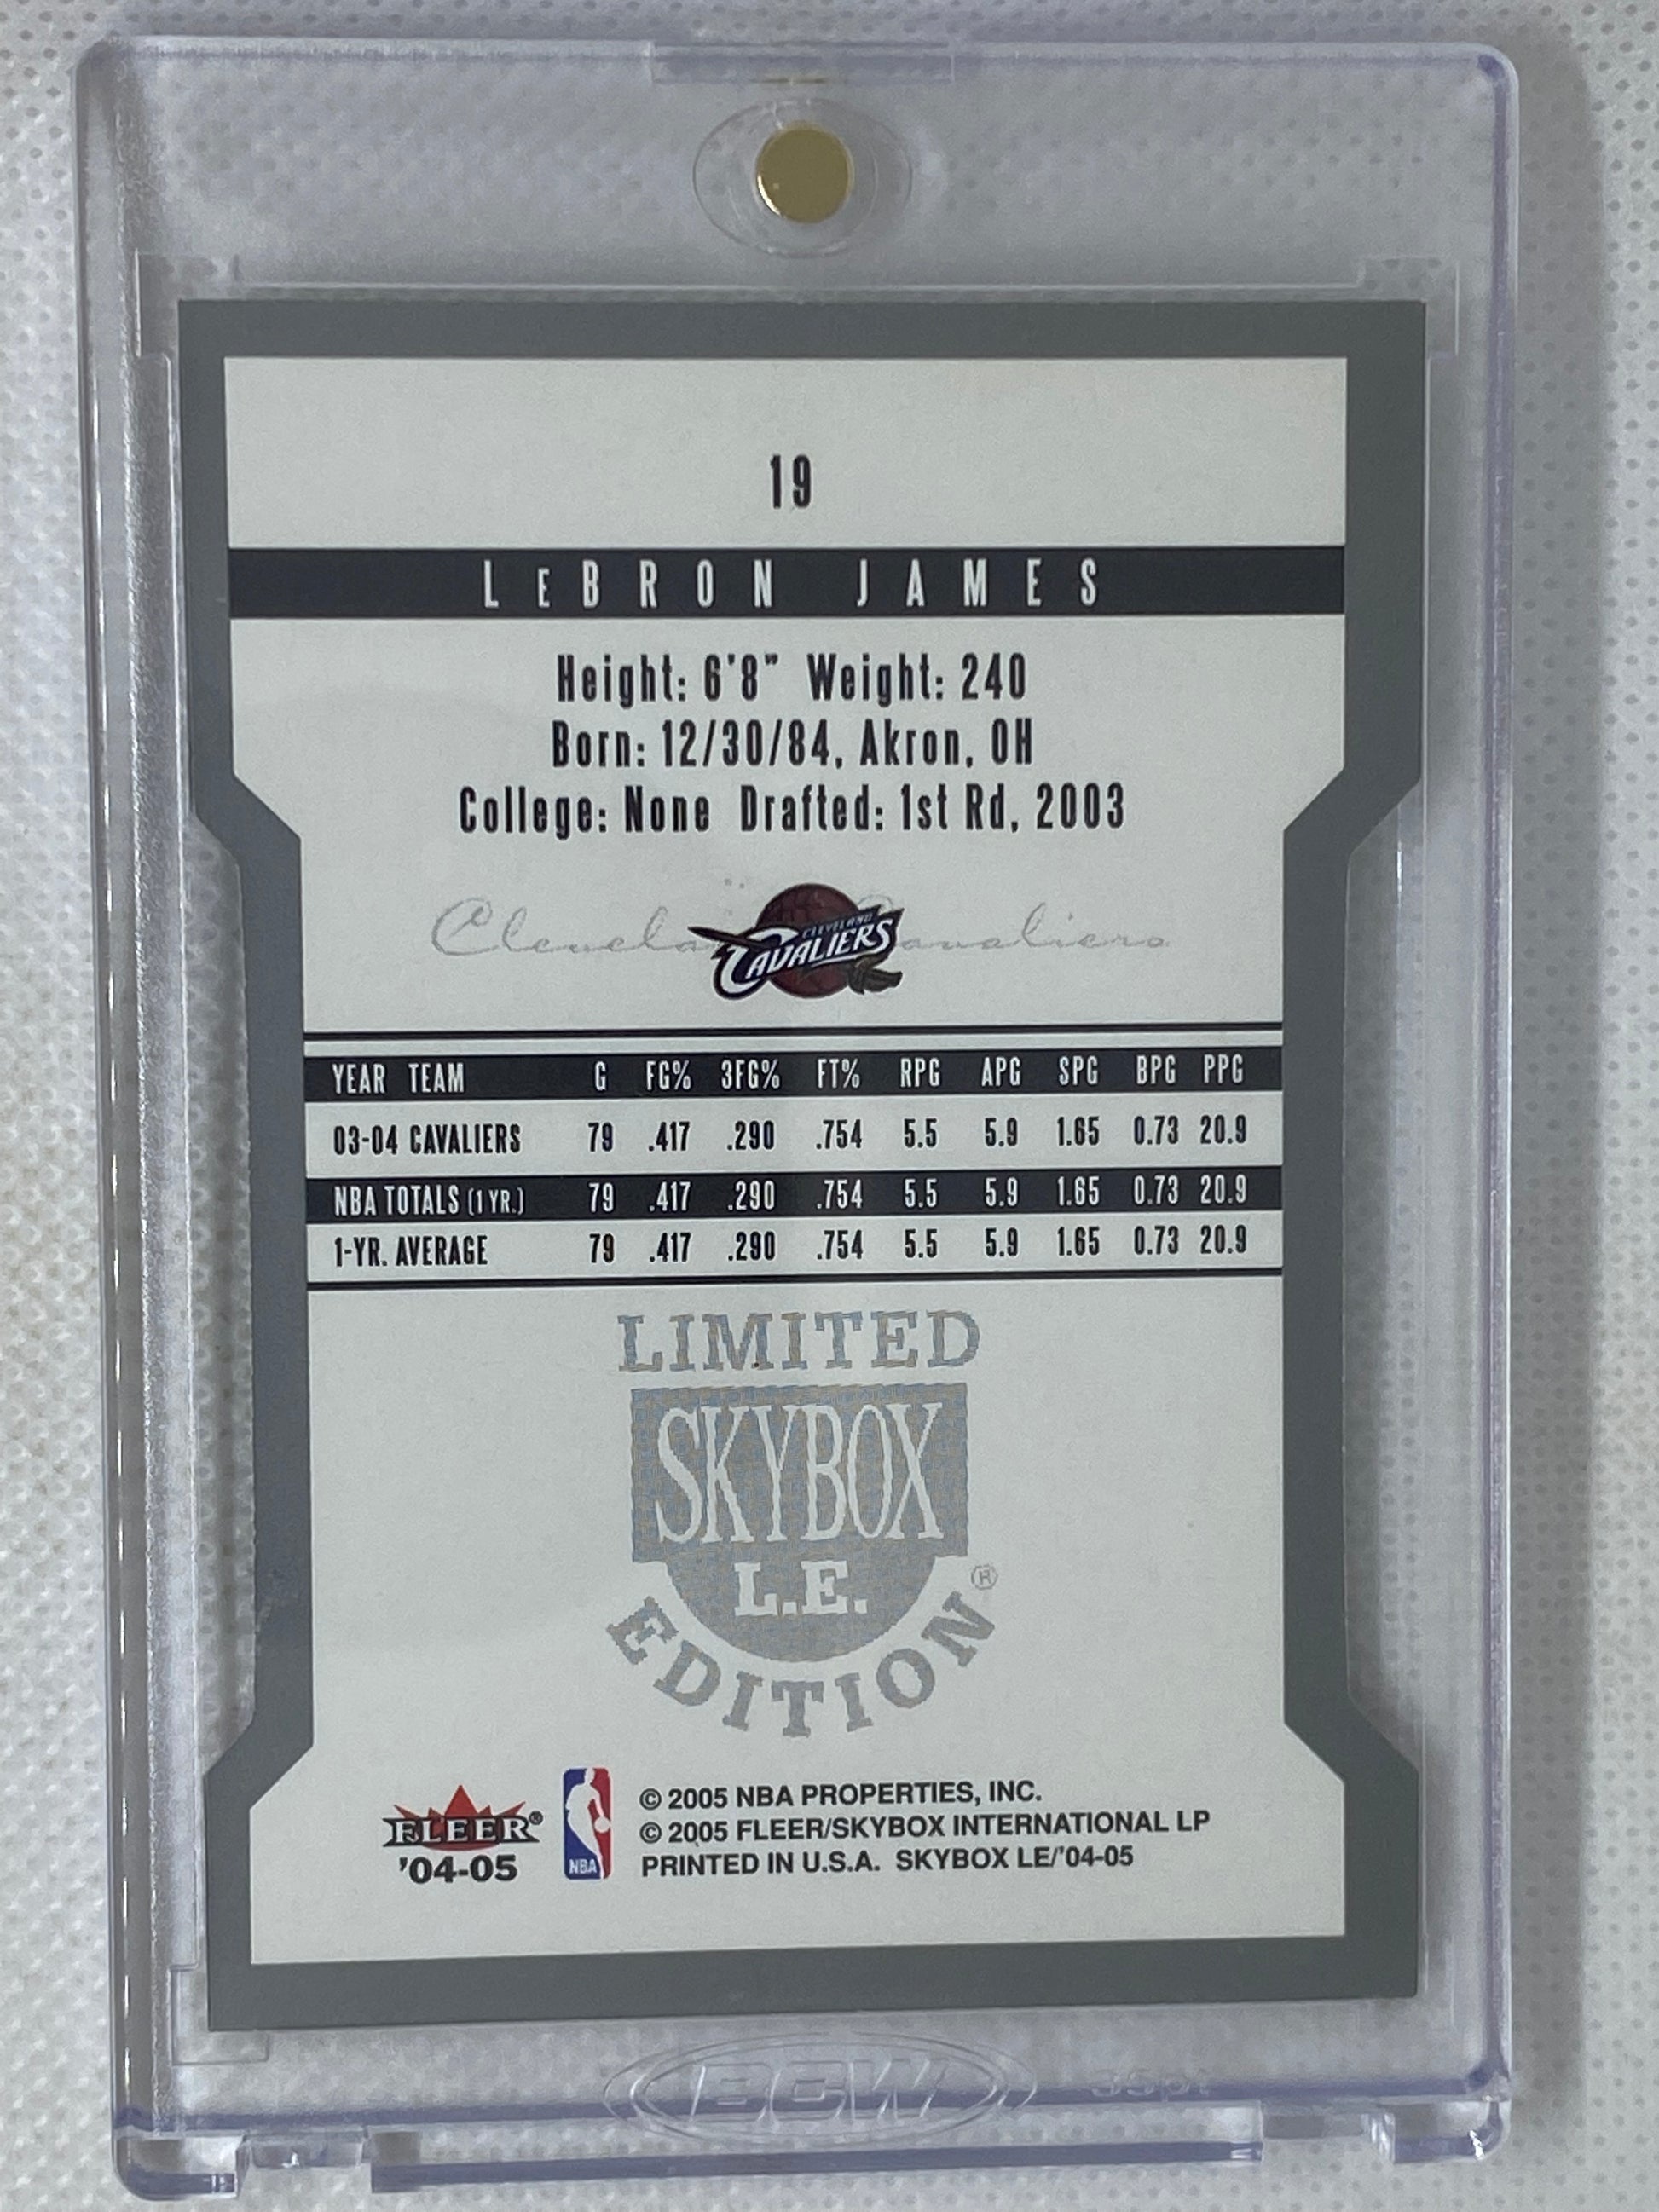 19
LEBRON JAMES
Height: 6'8" Weight: 240
Born: 12/30/84, Akron, OH
College: None Drafted: 1st Rd, 2003
Cleveland Cavaliers
CLEVELAND
CAVALIERS
YEAR TEAM G FG% 3FG% FT% RPG APG SPG BPG PPG
03-04 CAVALIERS 79 .417 .290 .754 5.5 5.9 1.65 0.73 20.9
NBA TOTALS (1 YR.) 79 .417 .290 .754 5.5 5.9 1.65 0.73 20.9
1-YR. AVERAGE 79 .417 .290 .754 5.5 5.9 1.65 0.73 20.9
LIMITED
SKYBOX
L.E.
EDITION®
FLEER®
'04-05
NBA
© 2005 NBA PROPERTIES, INC.
© 2005 FLEER/SKYBOX INTERNATIONAL LP
PRINTED IN U.S.A. SKYBOX LE/'04-05
BCW
35pt